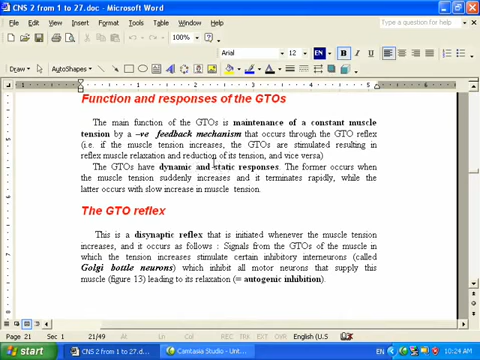 CNS 2 from 1 to 27.doc - Microsoft Word
File Edit View Insert Format Tools Table Window Help
Type a question for help
100%
Arial 12 EN B I U
Draw AutoShapes
Function and responses of the GTOs
The main function of the GTOs is maintenance of a constant muscle
tension by a –ve feedback mechanism that occurs through the GTO reflex
(i.e. if the muscle tension increases, the GTOs are stimulated resulting in
reflex muscle relaxation and reduction of its tension, and vice versa)
The GTOs have dynamic and static responses. The former occurs when
the muscle tension suddenly increases and it terminates rapidly, while the
latter occurs with slow increase in muscle tension.
The GTO reflex
This is a disynaptic reflex that is initiated whenever the muscle tension
increases, and it occurs as follows : Signals from the GTOs of the muscle in
which the tension increases stimulate certain inhibitory interneurons (called
Golgi bottle neurons) which inhibit all motor neurons that supply this
muscle (figure 13) leading to its relaxation (= autogenic inhibition).
Page 21 Sec 1 21/49 At Ln Col REC TRK EXT OVR English (U.S
start CNS 2 from 1 to 27.do... Camtasia Studio - Unt... EN 10:24 AM